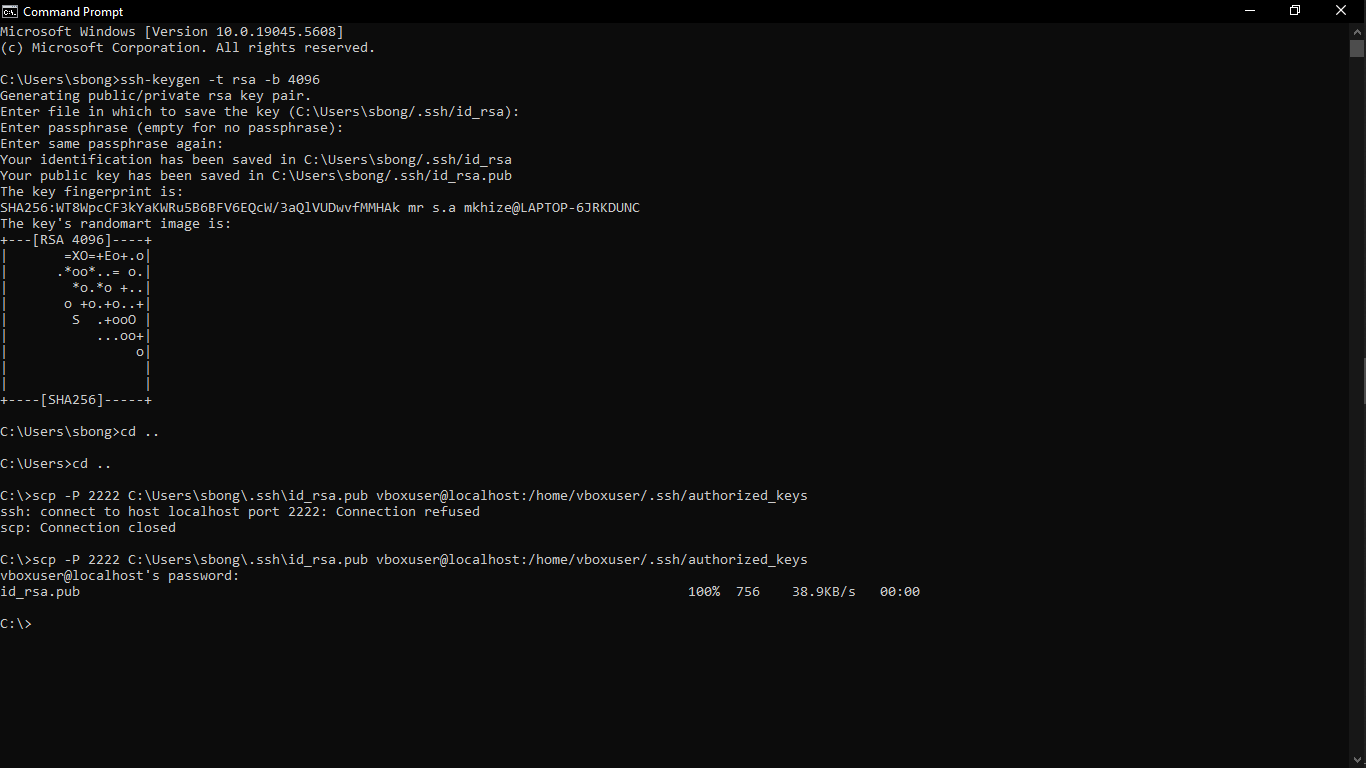 Command Prompt
Microsoft Windows [Version 10.0.19045.5608]
(c) Microsoft Corporation. All rights reserved.
C:\Users\sbong>ssh-keygen -t rsa -b 4096
Generating public/private rsa key pair.
Enter file in which to save the key (C:\Users\sbong/.ssh/id_rsa):
Enter passphrase (empty for no passphrase):
Enter same passphrase again:
Your identification has been saved in C:\Users\sbong/.ssh/id_rsa
Your public key has been saved in C:\Users\sbong/.ssh/id_rsa.pub
The key fingerprint is:
SHA256:WT8WpcCF3kYaKWRu5B6BFV6EQcW/3aQlVUDwvfMMHAk mr s.a mkhize@LAPTOP-6JRKDUNC
The key's randomart image is:
+---[RSA 4096]----+
|       =XO=+Eo+.o|
|      .*oo*..= o.|
|        *o.*o +..|
|       o +o.+o..+|
|        S  .+ooO |
|           ...oo+|
|                o|
|                 |
|                 |
+----[SHA256]-----+
C:\Users\sbong>cd ..
C:\Users>cd ..
C:\>scp -P 2222 C:\Users\sbong\.ssh\id_rsa.pub vboxuser@localhost:/home/vboxuser/.ssh/authorized_keys
ssh: connect to host localhost port 2222: Connection refused
scp: Connection closed
C:\>scp -P 2222 C:\Users\sbong\.ssh\id_rsa.pub vboxuser@localhost:/home/vboxuser/.ssh/authorized_keys
vboxuser@localhost's password:
id_rsa.pub 100% 756 38.9KB/s 00:00
C:\>